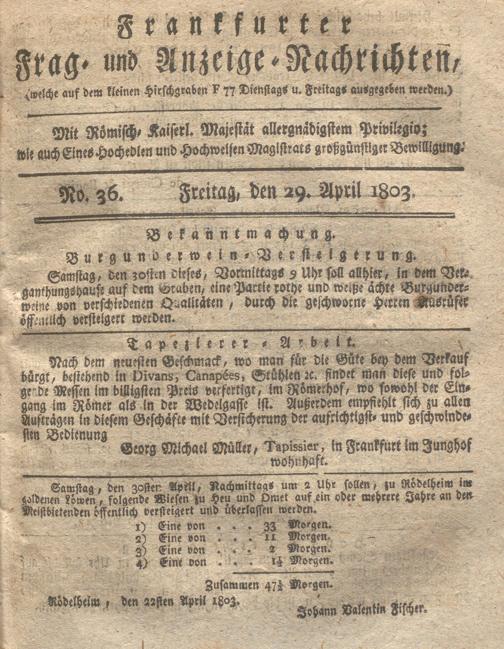 Frankfurter
Frag- und Anzeige-Nachrichten,
(welche auf dem kleinen Hirschgraben F 77 Dienstags u. Freitags ausgegeben werden.)
Mit Römisch-Kaiserl. Majestät allergnädigstem Privilegio;
wie auch Eines Hochedlen und Hochweisen Magistrats großgünstiger Bewilligung.
No. 36. Freitag, den 29. April 1803.
Bekanntmachung.
Burgunderwein-Versteigerung.
Samstag, den 30sten dieses, Vormittags 9 Uhr soll allhier, in dem Ver-
ganthungshause auf dem Graben, eine Partie rothe und weiße ächte Burgunder-
weine von verschiedenen Qualitäten, durch die geschworne Herren Ausrüfer
öffentlich versteigert werden.
Tapezierer-Arbeit.
Nach dem neuesten Geschmack, wo man für die Güte bey dem Verkauf
bürgt, bestehend in Divans, Canapées, Stühlen ꝛc. findet man diese und fol-
gende Messen im billigsten Preis verfertigt, im Römerhof, wo sowohl der Ein-
gang im Römer als in der Wedelgasse ist. Außerdem empfiehlt sich zu allen
Aufträgen in diesem Geschäfte mit Versicherung der aufrichtigst- und geschwinde-
sten Bedienung
Georg Michael Müller, Tapissier, in Frankfurt im Junghof
wohnhaft.
Samstag, den 30sten April, Nachmittags um 2 Uhr sollen, zu Rödelheim im
goldenen Löwen, folgende Wiesen zu Heu und Omet auf ein oder mehrere Jahre an den
Meistbietenden öffentlich versteigert und überlassen werden.
1) Eine von . . . 33 Morgen.
2) Eine von . . . 11 Morgen.
3) Eine von . . . 2 Morgen.
4) Eine von . . . 1½ Morgen.
Zusammen 47½ Morgen.
Rödelheim, den 22sten April 1803.
Johann Valentin Fischer.